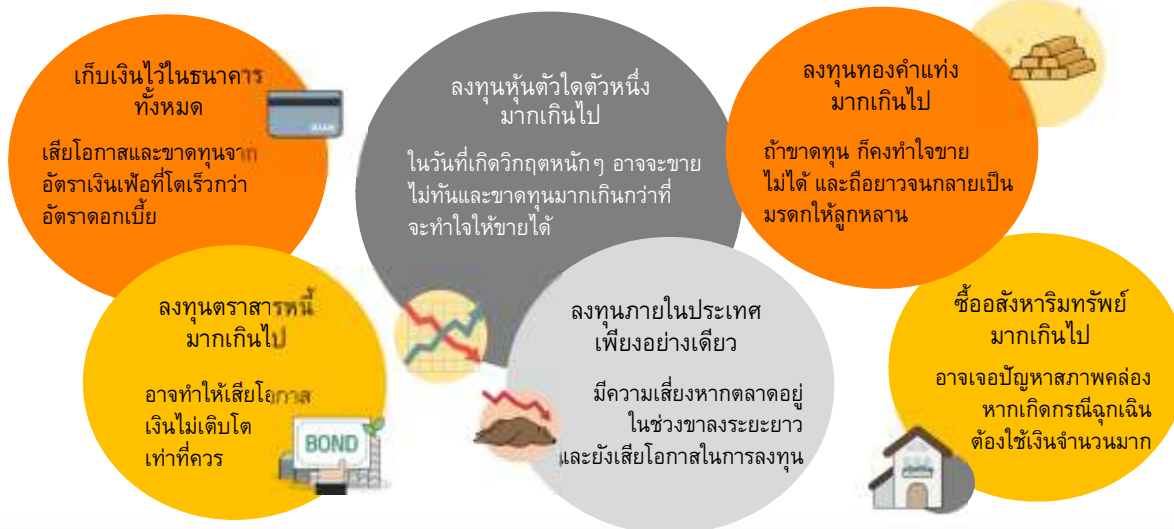 เก็บเงินไว้ในธนาคาร
ทั้งหมด
เสียโอกาสและขาดทุนจาก
อัตราเงินเฟ้อที่โตเร็วกว่า
อัตราดอกเบี้ย
ลงทุนหุ้นตัวใดตัวหนึ่ง
มากเกินไป
ในวันที่เกิดวิกฤตหนักๆ อาจจะขาย
ไม่ทันและขาดทุนมากเกินกว่าที่
จะทำใจให้ขายได้
ลงทุนทองคำแท่ง
มากเกินไป
ถ้าขาดทุน ก็คงทำใจขาย
ไม่ได้ และถือยาวจนกลายเป็น
มรดกให้ลูกหลาน
ลงทุนตราสารหนี้
มากเกินไป
อาจทำให้เสียโอกาส
เงินไม่เติบโต
เท่าที่ควร
BOND
ลงทุนภายในประเทศ
เพียงอย่างเดียว
มีความเสี่ยงหากตลาดอยู่
ในช่วงขาลงระยะยาว
และยังเสียโอกาสในการลงทุน
ซื้ออสังหาริมทรัพย์
มากเกินไป
อาจเจอปัญหาสภาพคล่อง
หากเกิดกรณีฉุกเฉิน
ต้องใช้เงินจำนวนมาก